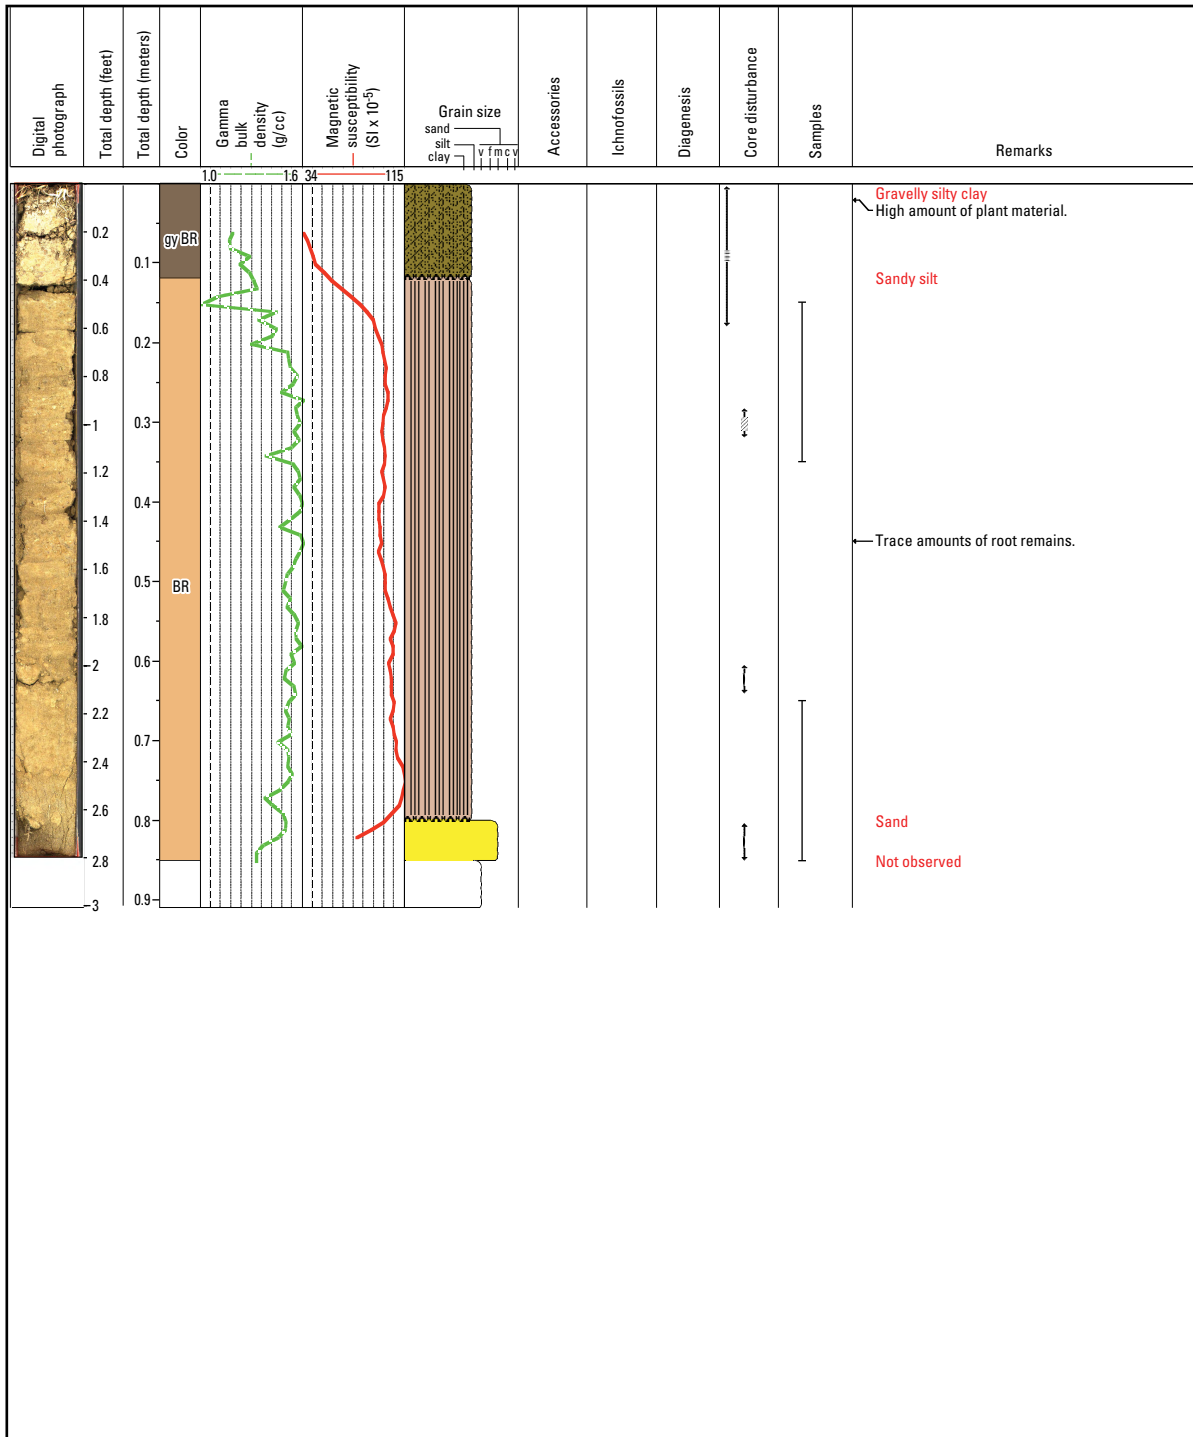 Digital
photograph
Total depth (feet)
Total depth (meters)
Color
Gamma
bulk
density
(g/cc)
Magnetic
susceptibility
(SI x 10-5)
Grain size
sand
silt
clay
v f m c v
Accessories
Ichnofossils
Diagenesis
Core disturbance
Samples
Remarks
1.0 1.6 34 115
0.2
0.4
0.6
0.8
1
1.2
1.4
1.6
1.8
2
2.2
2.4
2.6
2.8
3
0.1
0.2
0.3
0.4
0.5
0.6
0.7
0.8
0.9
gy BR
BR
Gravelly silty clay
High amount of plant material.
Sandy silt
Trace amounts of root remains.
Sand
Not observed